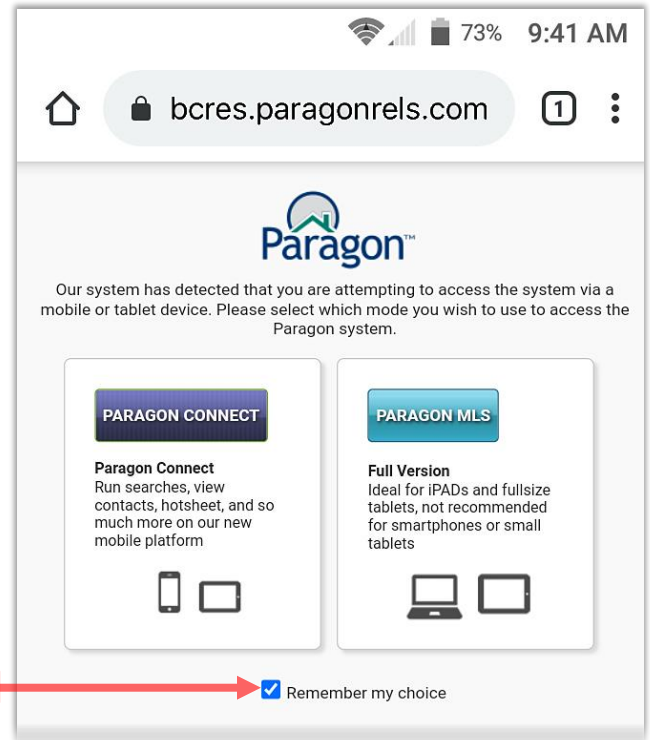 73% 9:41 AM
bcres.paragonrels.com 1
Paragon™
Our system has detected that you are attempting to access the system via a
mobile or tablet device. Please select which mode you wish to use to access the
Paragon system.
PARAGON CONNECT
Paragon Connect
Run searches, view
contacts, hotsheet, and so
much more on our new
mobile platform
PARAGON MLS
Full Version
Ideal for iPADs and fullsize
tablets, not recommended
for smartphones or small
tablets
Remember my choice